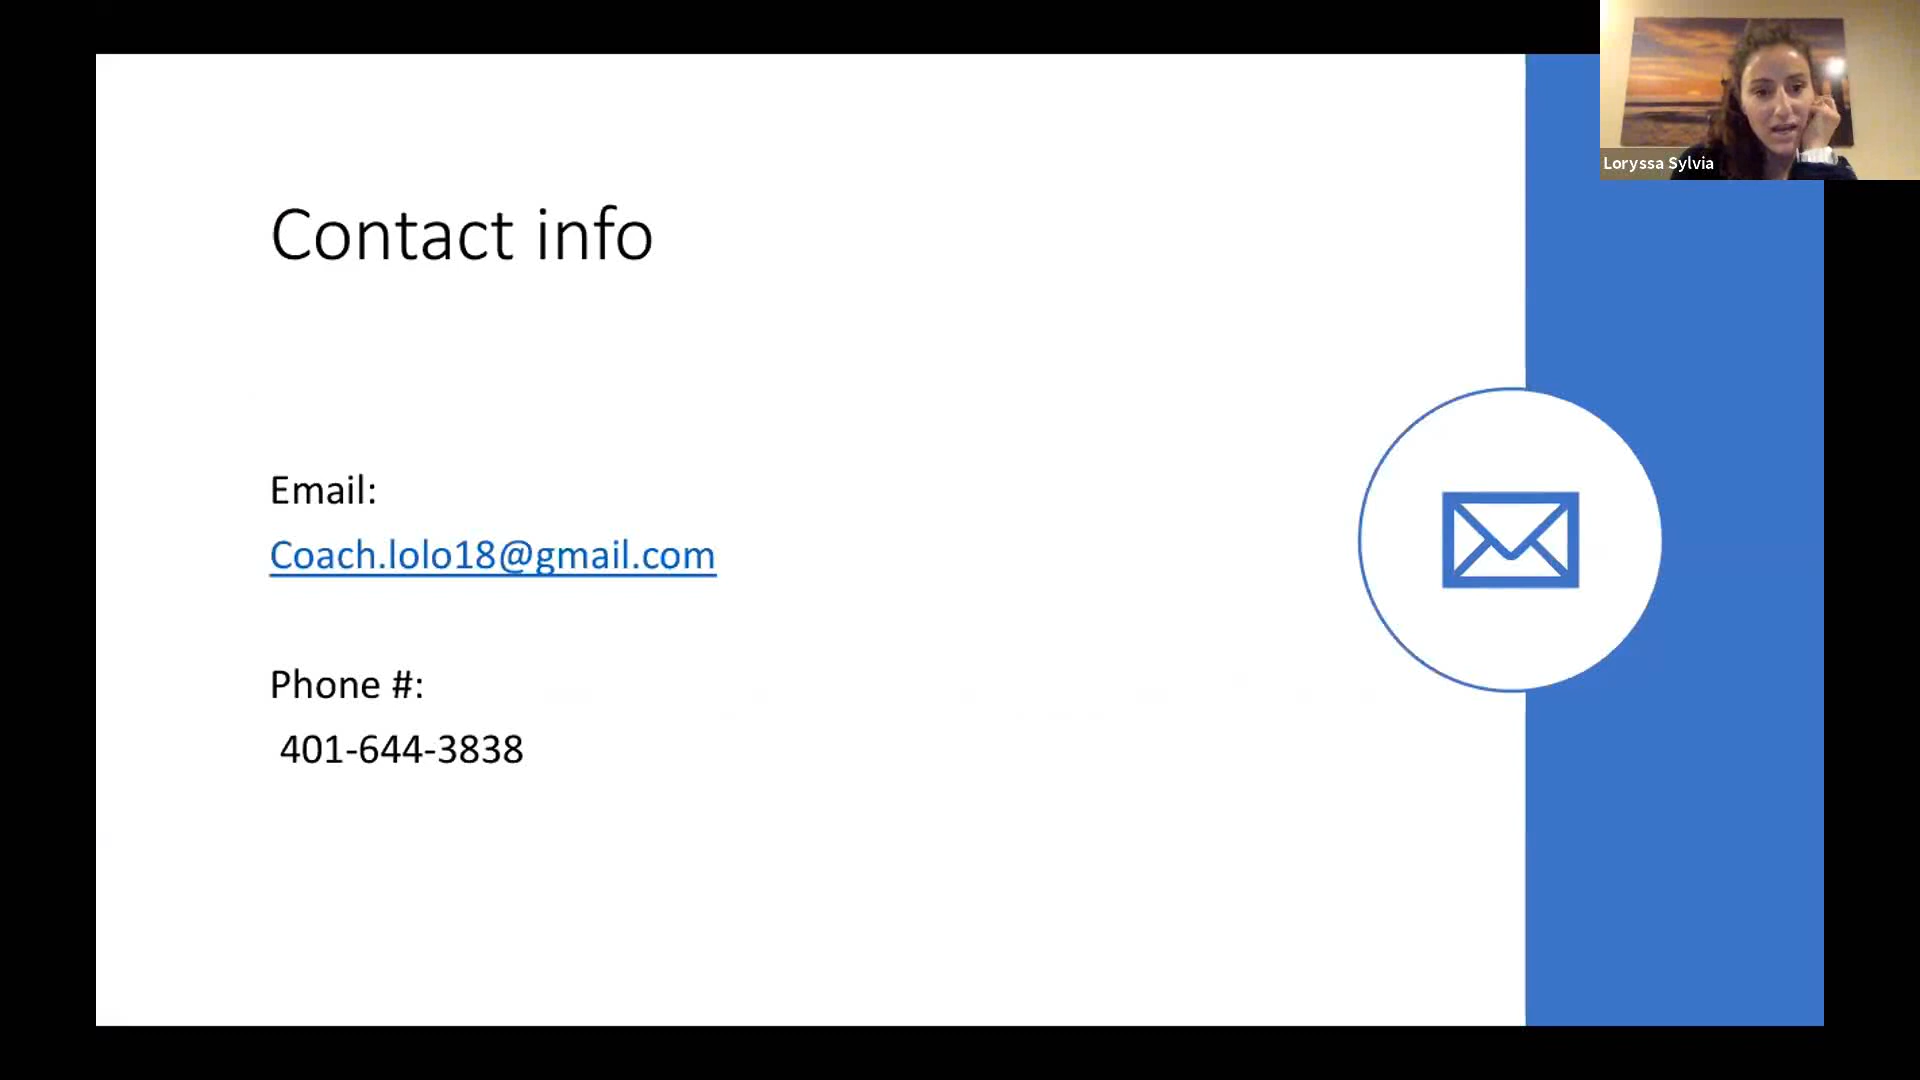 Loryssa Sylvia
Contact info
Email:
Coach.lolo18@gmail.com
Phone #:
401-644-3838